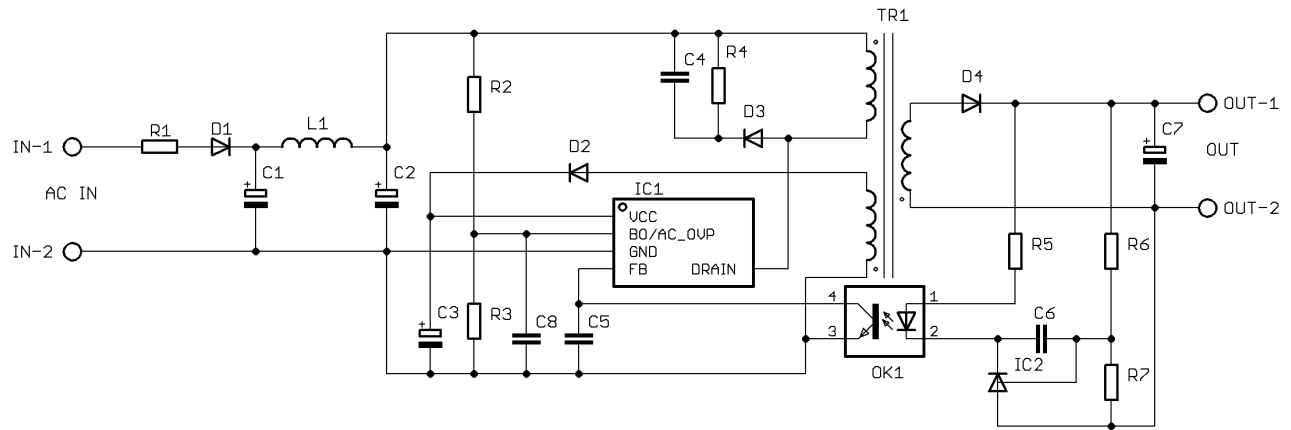 TR1
C4
R4
D4
OUT-1
R2
R1
D1
L1
D3
C7
IN-1
D2
OUT
AC IN
+
C1
+
C2
+
IC1
VCC
BO/AC_OVP
GND
FB
DRAIN
OUT-2
IN-2
R5
R6
4
1
C3
R3
C8
C5
C6
+
3
2
OK1
IC2
R7